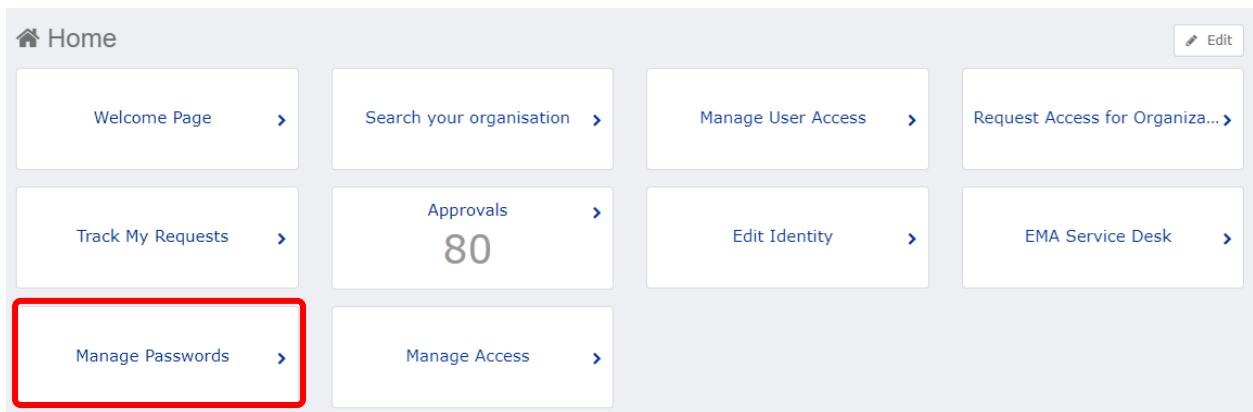 Home
Edit
Welcome Page
Search your organisation
Manage User Access
Request Access for Organiza...
Track My Requests
Approvals
80
Edit Identity
EMA Service Desk
Manage Passwords
Manage Access